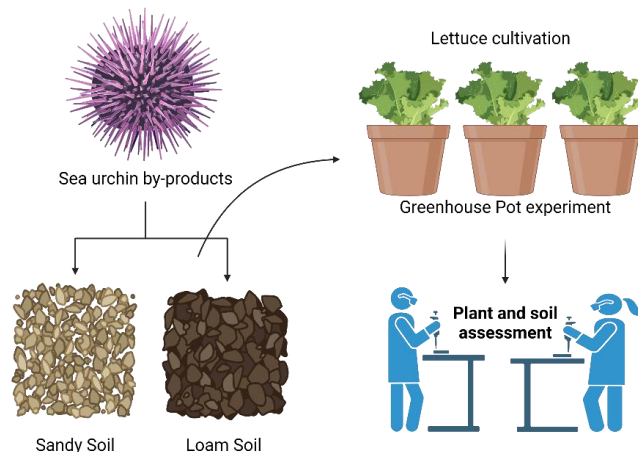 Lettuce cultivation
Sea urchin by-products
Greenhouse Pot experiment
Plant and soil
assessment
Sandy Soil
Loam Soil